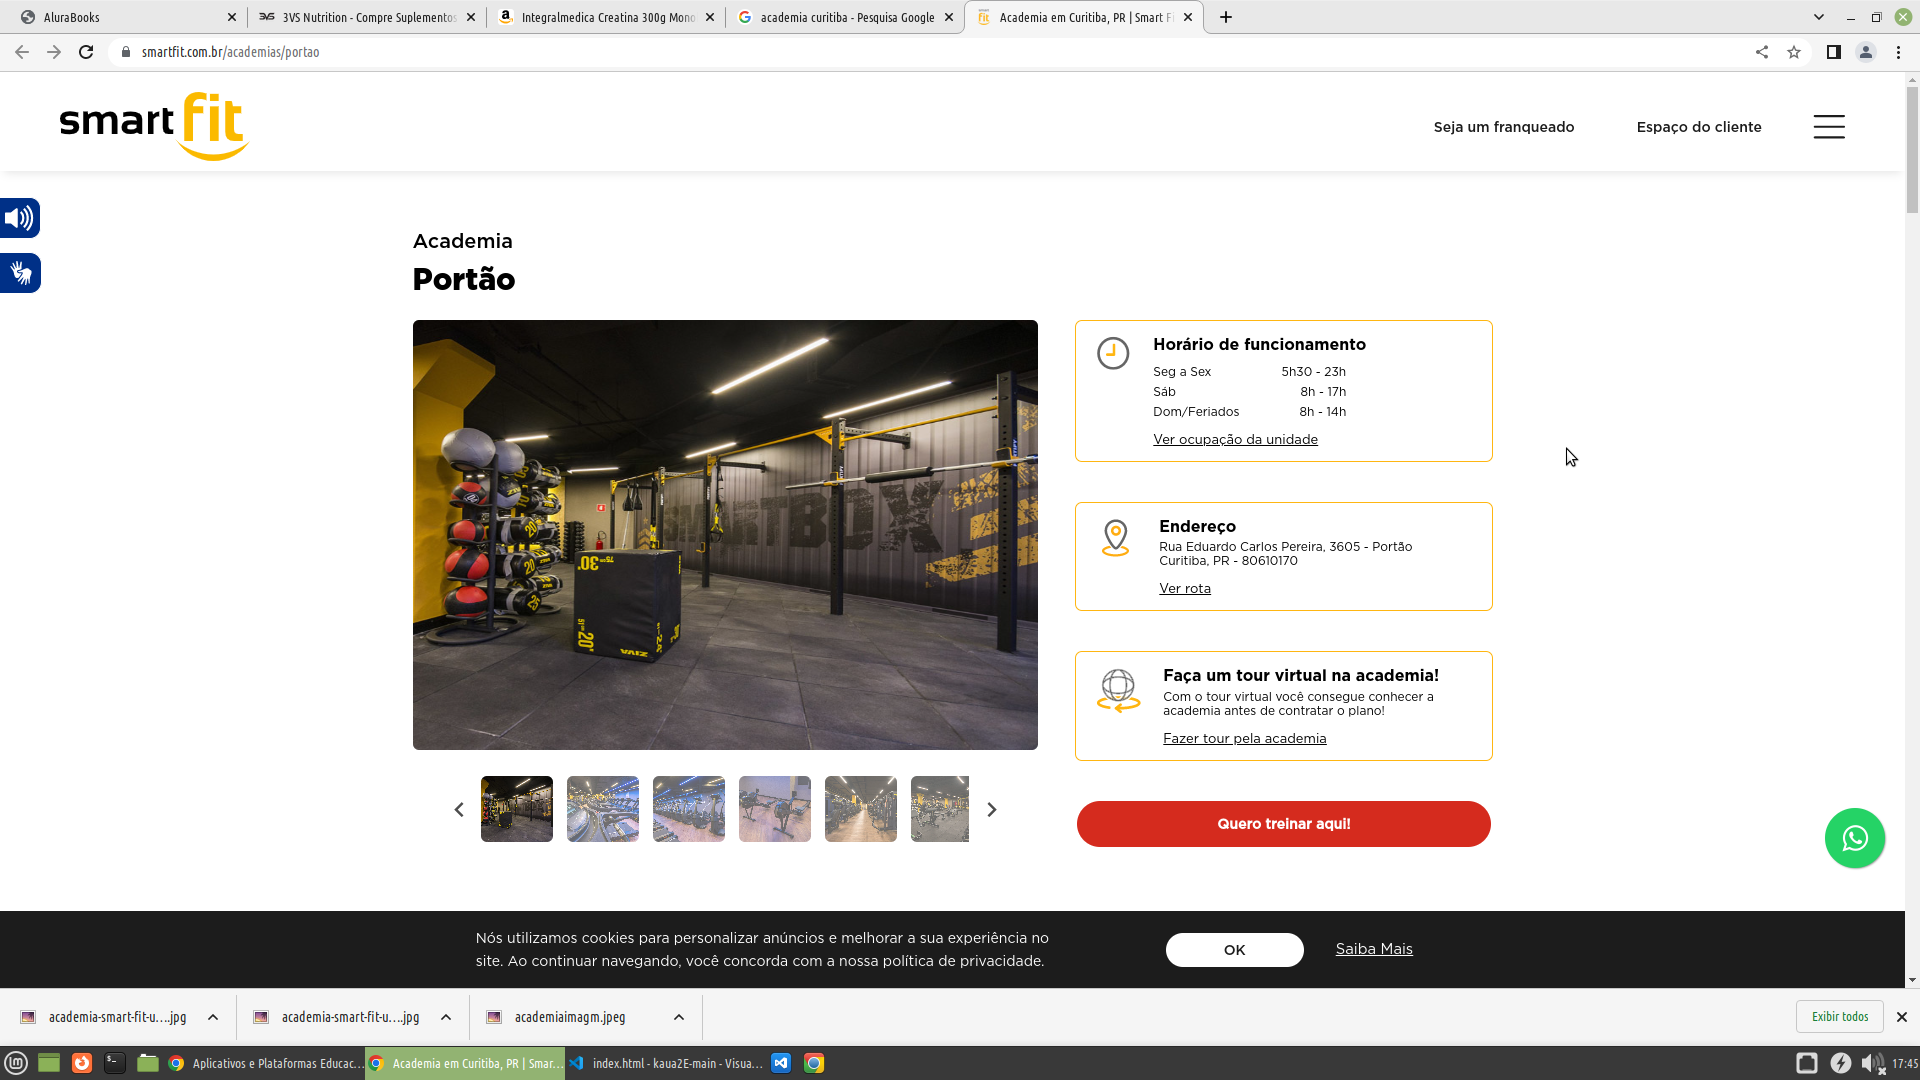 AluraBooks
3VS Nutrition - Compre Suplementos
Integralmedica Creatina 300g Mono
academia curitiba - Pesquisa Google
Academia em Curitiba, PR | Smart Fi
smartfit.com.br/academias/portao
smart fit
Seja um franqueado
Espaço do cliente
Academia
Portão
SMARTBOX
30'
20'
Horário de funcionamento
Seg a Sex 5h30 - 23h
Sáb 8h - 17h
Dom/Feriados 8h - 14h
Ver ocupação da unidade
Endereço
Rua Eduardo Carlos Pereira, 3605 - Portão
Curitiba, PR - 80610170
Ver rota
Faça um tour virtual na academia!
Com o tour virtual você consegue conhecer a
academia antes de contratar o plano!
Fazer tour pela academia
Quero treinar aqui!
Nós utilizamos cookies para personalizar anúncios e melhorar a sua experiência no
site. Ao continuar navegando, você concorda com a nossa política de privacidade.
OK
Saiba Mais
academia-smart-fit-u....jpg
academia-smart-fit-u....jpg
academiaimagm.jpeg
Exibir todos
Aplicativos e Plataformas Educac...
Academia em Curitiba, PR | Smar...
index.html - kaua2E-main - Visua...
17:45